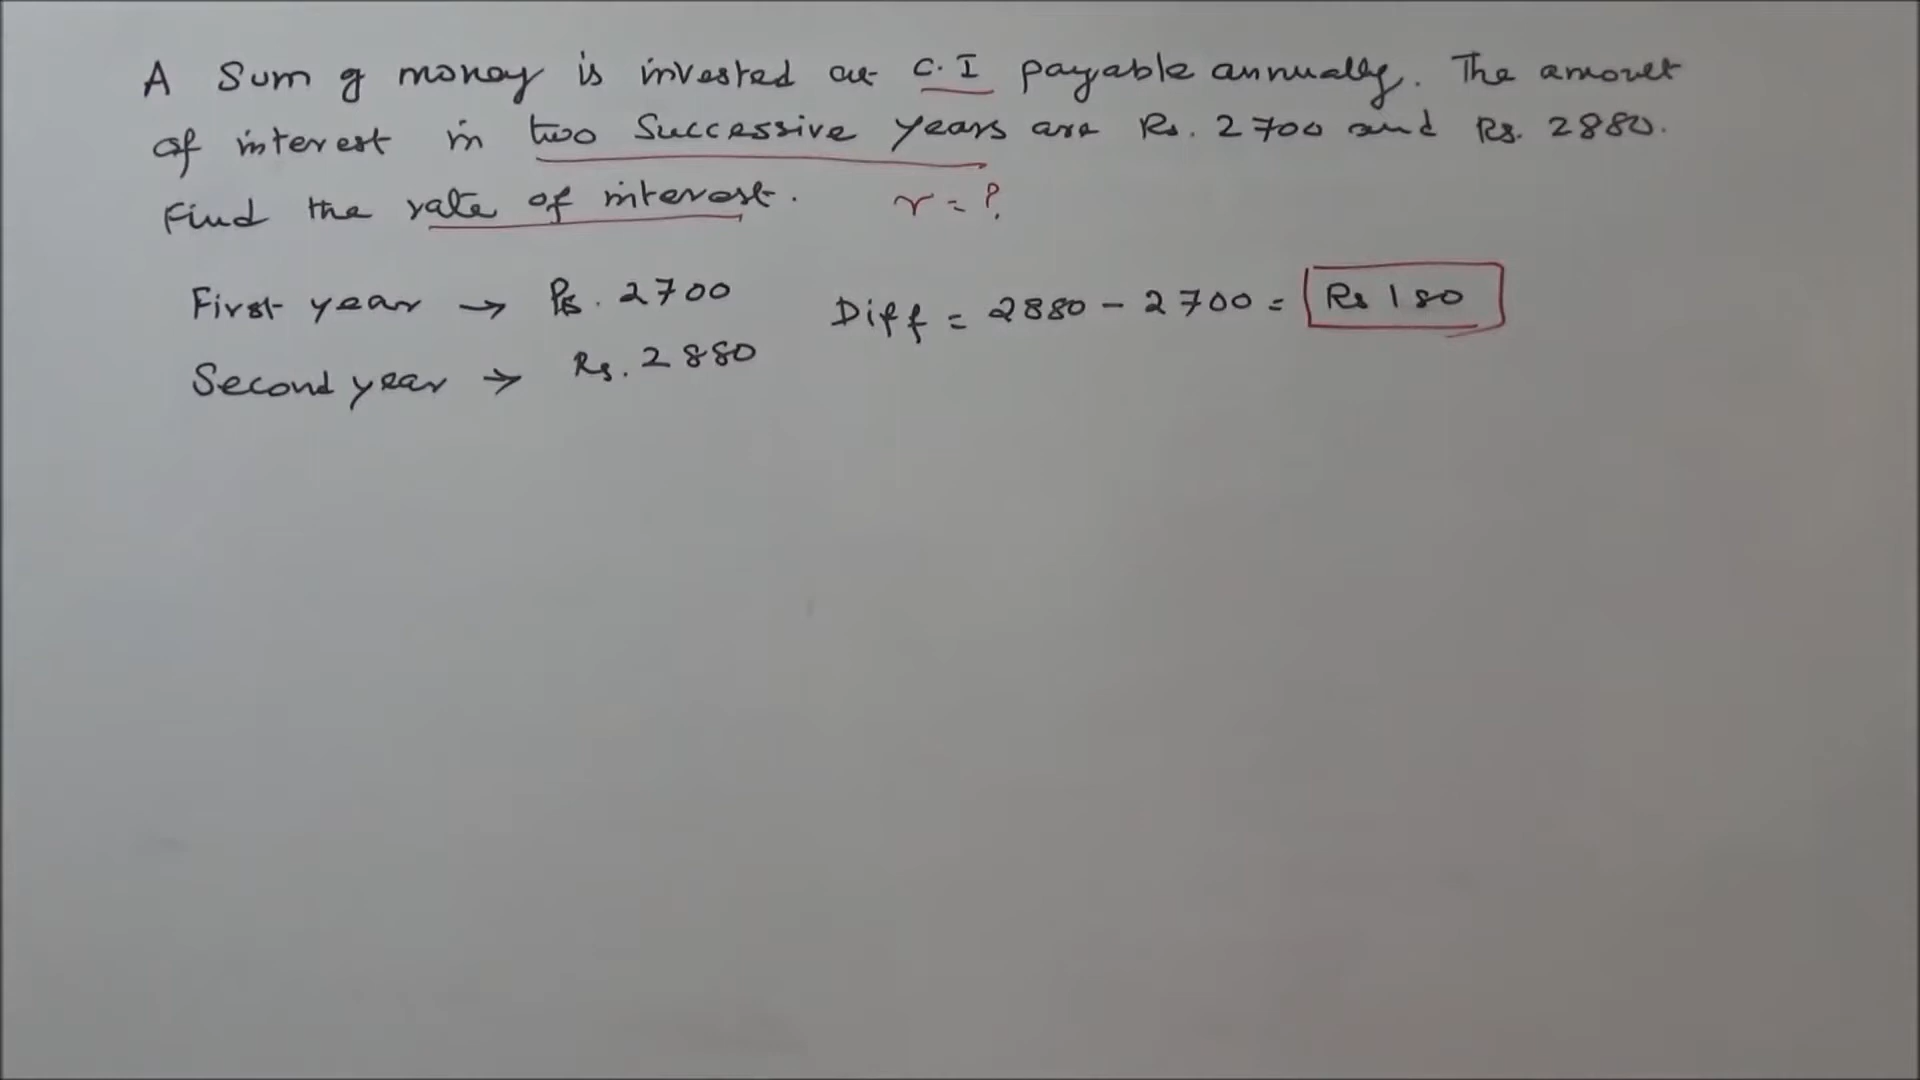 A Sum of money is invested at C.I payable annually. The amount
of interest in two Successive years are Rs. 2700 and Rs. 2880.
Find the rate of interest. r = ?
First year → Rs. 2700 Diff = 2880 - 2700 = Rs 180
Second year → Rs. 2880